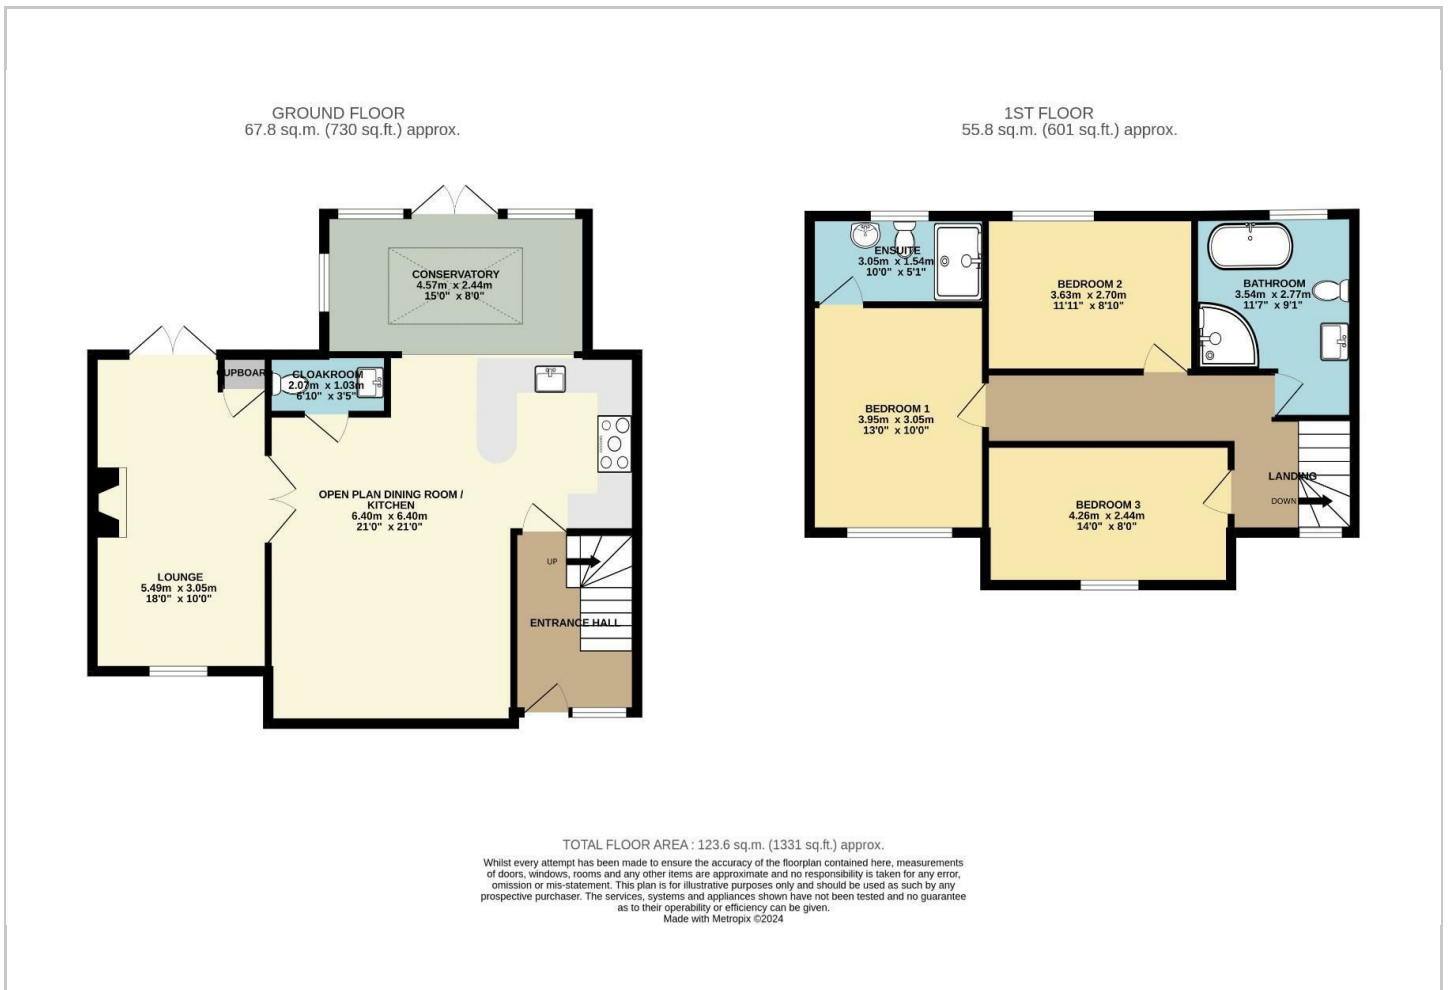 GROUND FLOOR
67.8 sq.m. (730 sq.ft.) approx.
1ST FLOOR
55.8 sq.m. (601 sq.ft.) approx.
CONSERVATORY
4.57m x 2.44m
15'0" x 8'0"
CUPBOARD
CLOAKROOM
2.07m x 1.03m
6'10" x 3'5"
OPEN PLAN DINING ROOM /
KITCHEN
6.40m x 6.40m
21'0" x 21'0"
LOUNGE
5.49m x 3.05m
18'0" x 10'0"
UP
ENTRANCE HALL
ENSUITE
3.05m x 1.54m
10'0" x 5'1"
BEDROOM 2
3.63m x 2.70m
11'11" x 8'10"
BATHROOM
3.54m x 2.77m
11'7" x 9'1"
BEDROOM 1
3.95m x 3.05m
13'0" x 10'0"
BEDROOM 3
4.26m x 2.44m
14'0" x 8'0"
LANDING
DOWN
TOTAL FLOOR AREA : 123.6 sq.m. (1331 sq.ft.) approx.
Whilst every attempt has been made to ensure the accuracy of the floorplan contained here, measurements
of doors, windows, rooms and any other items are approximate and no responsibility is taken for any error,
omission or mis-statement. This plan is for illustrative purposes only and should be used as such by any
prospective purchaser. The services, systems and appliances shown have not been tested and no guarantee
as to their operability or efficiency can be given.
Made with Metropix ©2024